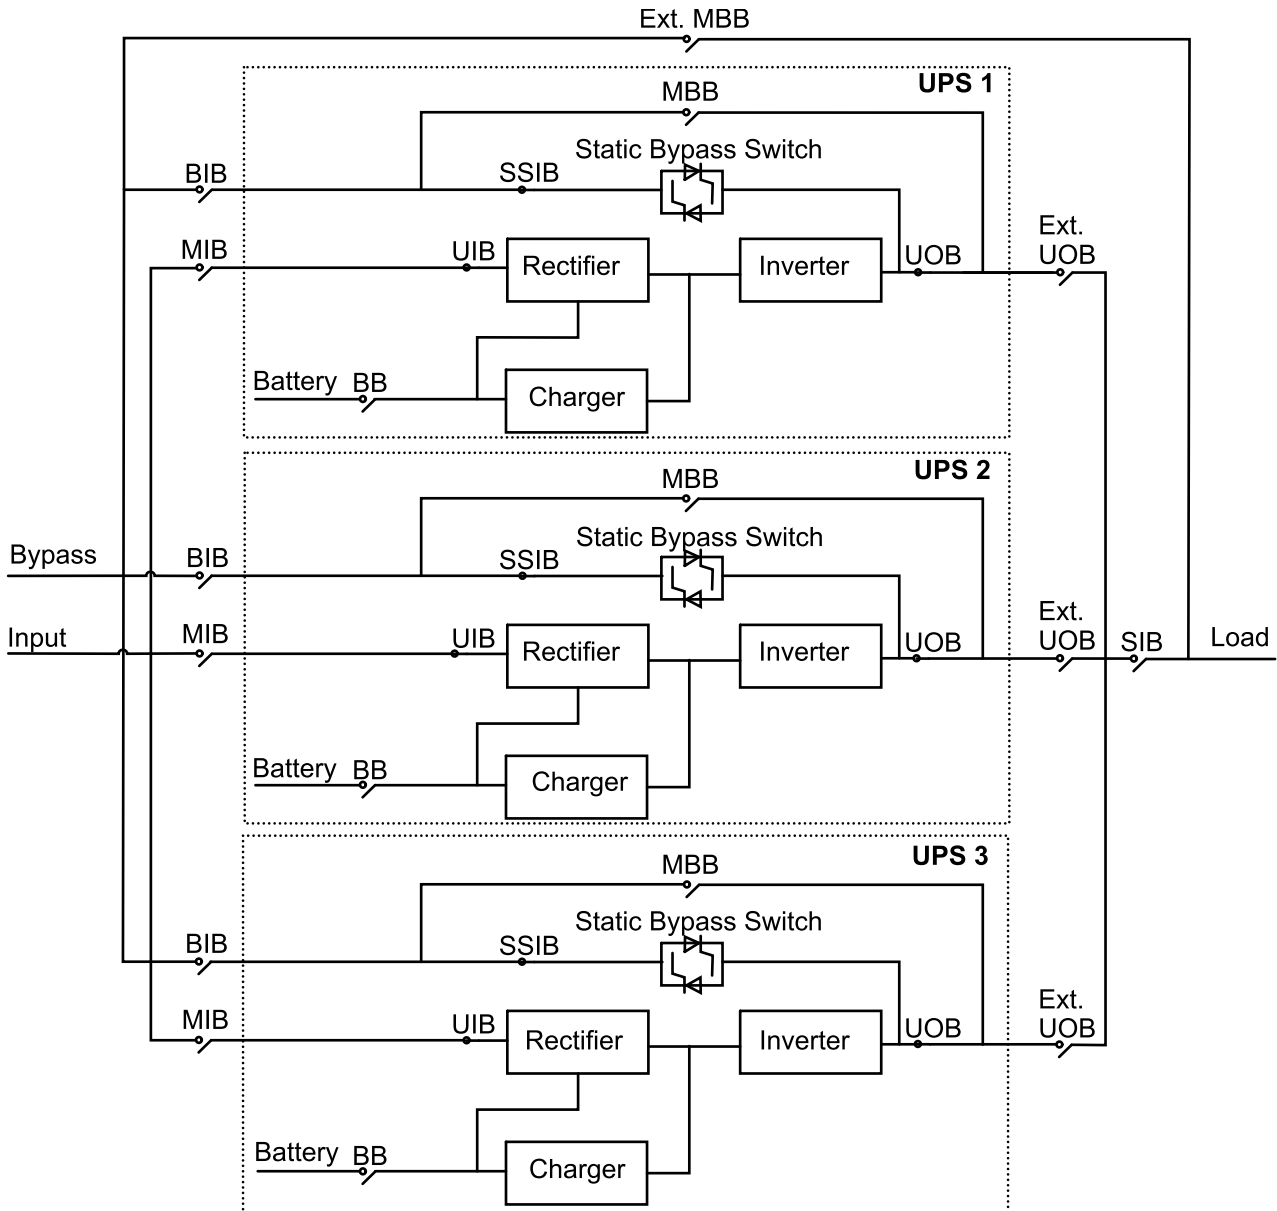 Ext. MBB
UPS 1
MBB
Static Bypass Switch
BIB
SSIB
MIB
UIB
Rectifier
Inverter
UOB
Ext.
UOB
Battery
BB
Charger
UPS 2
MBB
Static Bypass Switch
Bypass
BIB
SSIB
Input
MIB
UIB
Rectifier
Inverter
UOB
Ext.
UOB
SIB
Load
Battery
BB
Charger
UPS 3
MBB
Static Bypass Switch
BIB
SSIB
MIB
UIB
Rectifier
Inverter
UOB
Ext.
UOB
Battery
BB
Charger